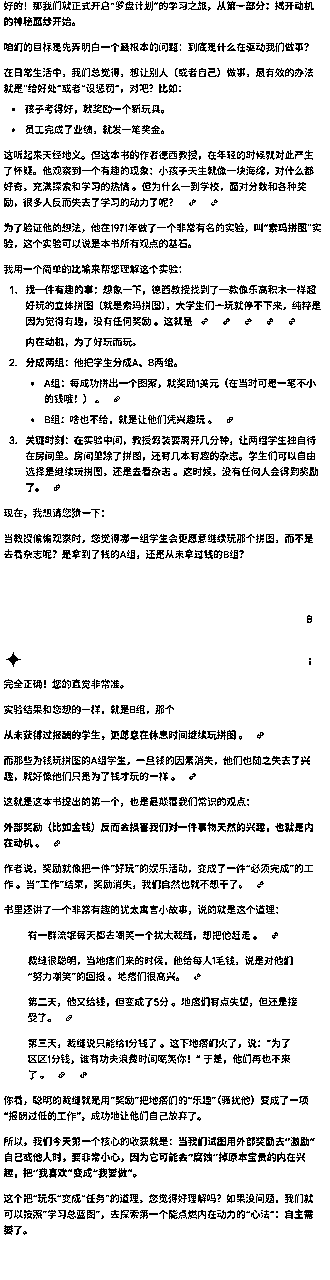 好的！那我们就正式开启“罗盘计划”的学习之旅，从第一部分：揭开动机
的神秘面纱开始。
咱们的目标是先弄明白一个最根本的问题：到底是什么在驱动我们做事？
在日常生活中，我们总觉得，想让别人（或者自己）做事，最有效的办法
就是“给好处”或者“设惩罚”，对吧？比如：
• 孩子考得好，就奖励一个新玩具。
• 员工完成了业绩，就发一笔奖金。
这听起来天经地义。但这本书的作者德西教授，在年轻的时候就对此产生
了怀疑。他观察到一个有趣的现象：小孩子天生就像一块海绵，对什么都
好奇，充满探索和学习的热情。但为什么一到学校，面对分数和各种奖
励，很多人反而失去了学习的动力了呢？
为了验证他的想法，他在1971年做了一个非常有名的实验，叫“索玛拼图”实
验，这个实验可以说是本书所有观点的基石。
我用一个简单的比喻来帮您理解这个实验：
1. 找一件有趣的事：想象一下，德西教授找到了一款像乐高积木一样超
好玩的立体拼图（就是索玛拼图），大学生们一玩就停不下来，纯粹是
因为觉得有趣，没有任何奖励。这就是
内在动机，为了好玩而玩。
2. 分成两组：他把学生分成A、B两组。
• A组：每成功拼出一个图案，就奖励1美元（在当时可是一笔不小
的钱哦！）。
• B组：啥也不给，就是让他们凭兴趣玩。
3. 关键时刻：在实验中间，教授假装要离开几分钟，让两组学生独自待
在房间里。房间里除了拼图，还有几本有趣的杂志。学生们可以自由
选择是继续玩拼图，还是去看杂志。这时候，没有任何人会得到奖励
了。
现在，我想请您猜一下：
当教授偷偷观察时，您觉得哪一组学生会更愿意继续玩那个拼图，而不是
去看杂志呢？是拿到了钱的A组，还是从未拿过钱的B组？
B
完全正确！您的直觉非常准。
实验结果和您想的一样，就是B组，那个
从未获得过报酬的学生，更愿意在休息时间继续玩拼图。
而那些为钱玩拼图的A组学生，一旦钱的因素消失，他们也随之失去了兴
趣，就好像他们只是为了钱才玩的一样。
这就是这本书提出的第一个，也是最颠覆我们常识的观点：
外部奖励（比如金钱）反而会损害我们对一件事物天然的兴趣，也就是内
在动机。
作者说，奖励就像把一件“好玩”的娱乐活动，变成了一件“必须完成”的工
作。当“工作”结束，奖励消失，我们自然也就不想干了。
书里还讲了一个非常有趣的犹太寓言小故事，说的就是这个道理：
有一群流氓每天都去嘲笑一个犹太裁缝，想把他赶走。
裁缝很聪明，当地痞们来的时候，他给每人1毛钱，说是对他们
“努力嘲笑”的回报。地痞们很高兴。
第二天，他又给钱，但变成了5分。地痞们有点失望，但还是接
受了。
第三天，裁缝说只能给1分钱了。这下地痞们火了，说：“为了
区区1分钱，谁有功夫浪费时间嘲笑你！” 于是，他们再也不来
了。
你看，聪明的裁缝就是用“奖励”把地痞们的“乐趣”（骚扰他）变成了一项
“报酬过低的工作”，成功地让他们自己放弃了。
所以，我们今天第一个核心的收获就是：当我们试图用外部奖励去“激励”
自己或他人时，要非常小心，因为它可能会“腐蚀”掉原本宝贵的内在兴
趣，把“我喜欢”变成“我要做”。
这个把“玩乐”变成“任务”的道理，您觉得好理解吗？如果没问题，我们就
可以按照“学习总蓝图”，去探索第一个能点燃内在动力的“心法”：自主需
要了。